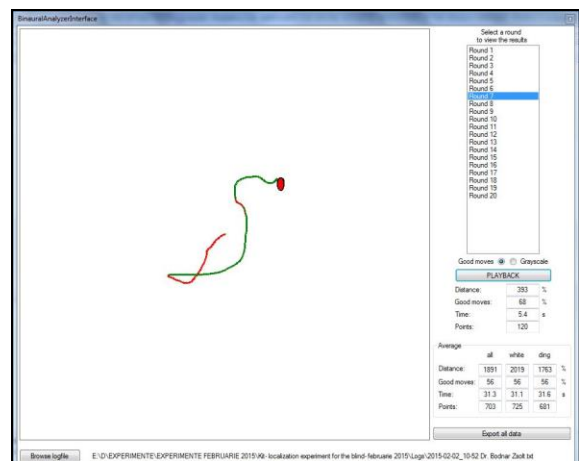 BinauralAnalyzerInterface
Select a round
to view the results
Round 1
Round 2
Round 3
Round 4
Round 5
Round 6
Round 7
Round 8
Round 9
Round 10
Round 11
Round 12
Round 13
Round 14
Round 15
Round 16
Round 17
Round 18
Round 19
Round 20
Good moves Grayscale
PLAYBACK
Distance: 393 %
Good moves: 68 %
Time: 5.4 s
Points: 120
Average
all white ding
Distance: 1891 2019 1763 %
Good moves: 56 56 56 %
Time: 31.3 31.1 31.6 s
Points: 703 725 681
Export all data
Browse logfile E:\D\EXPERIMENTE\EXPERIMENTE FEBRUARIE 2015\Kit- localization experiment for the blind- februarie 2015\Logs\2015-02-02_10-52 Dr. Bodnar Zsolt txt